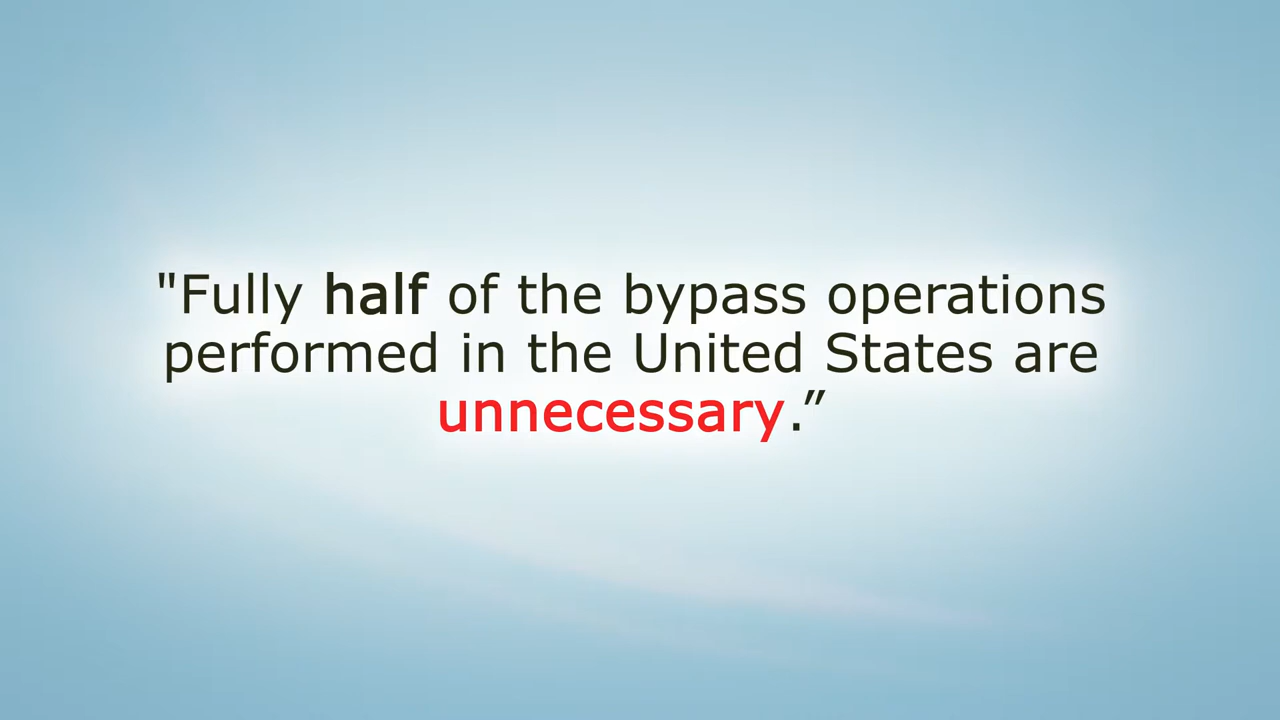 "Fully half of the bypass operations
performed in the United States are
unnecessary.”